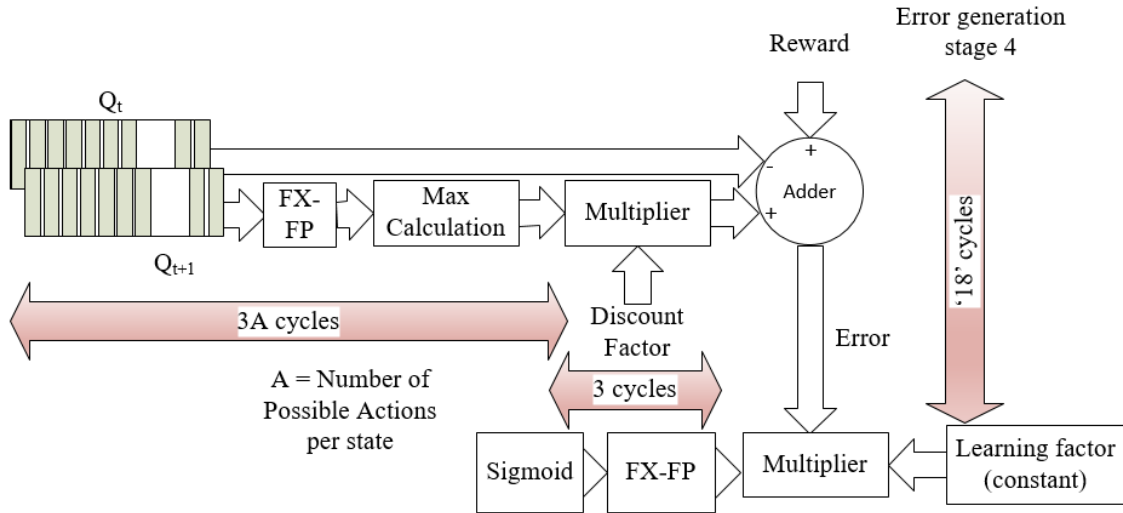 Error generation
stage 4
Reward
Qt
+
-
Adder
+
FX-
FP
Max
Calculation
Multiplier
Qt+1
'18' cycles
3A cycles
Discount
Factor
Error
A = Number of
Possible Actions
per state
3 cycles
Sigmoid
FX-FP
Multiplier
Learning factor
(constant)